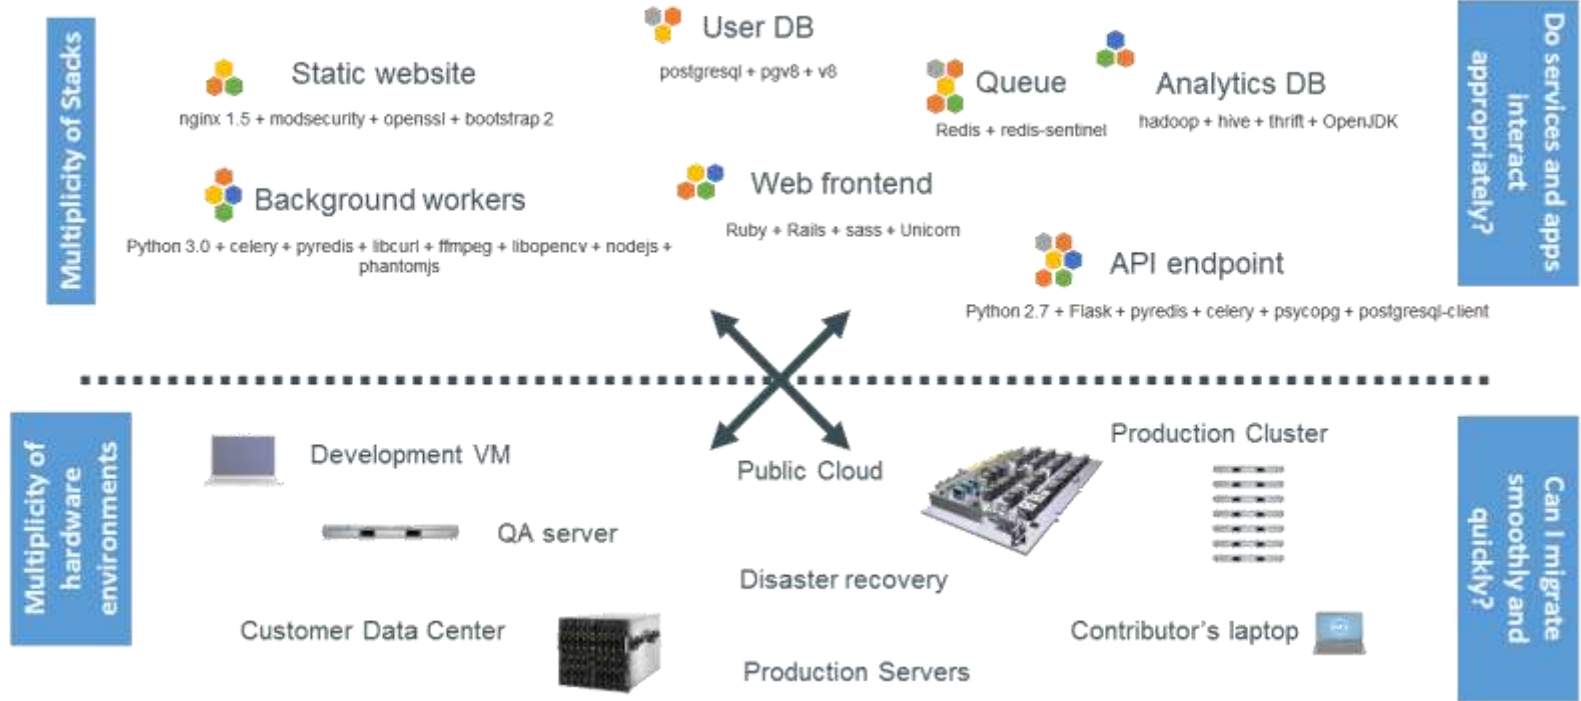 Multiplicity of Stacks
Static website
nginx 1.5 + modsecurity + openssl + bootstrap 2
User DB
postgresql + pgv8 + v8
Queue
Redis + redis-sentinel
Analytics DB
hadoop + hive + thrift + OpenJDK
Background workers
Python 3.0 + celery + pyredis + libcurl + ffmpeg + libopencv + nodejs +
phantomjs
Web frontend
Ruby + Rails + sass + Unicorn
API endpoint
Python 2.7 + Flask + pyredis + celery + psycopg + postgresql-client
Do services and apps
interact
appropriately?
Multiplicity of
hardware
environments
Development VM
QA server
Customer Data Center
Public Cloud
Disaster recovery
Production Servers
Production Cluster
Contributor's laptop
Can I migrate
smoothly and
quickly?